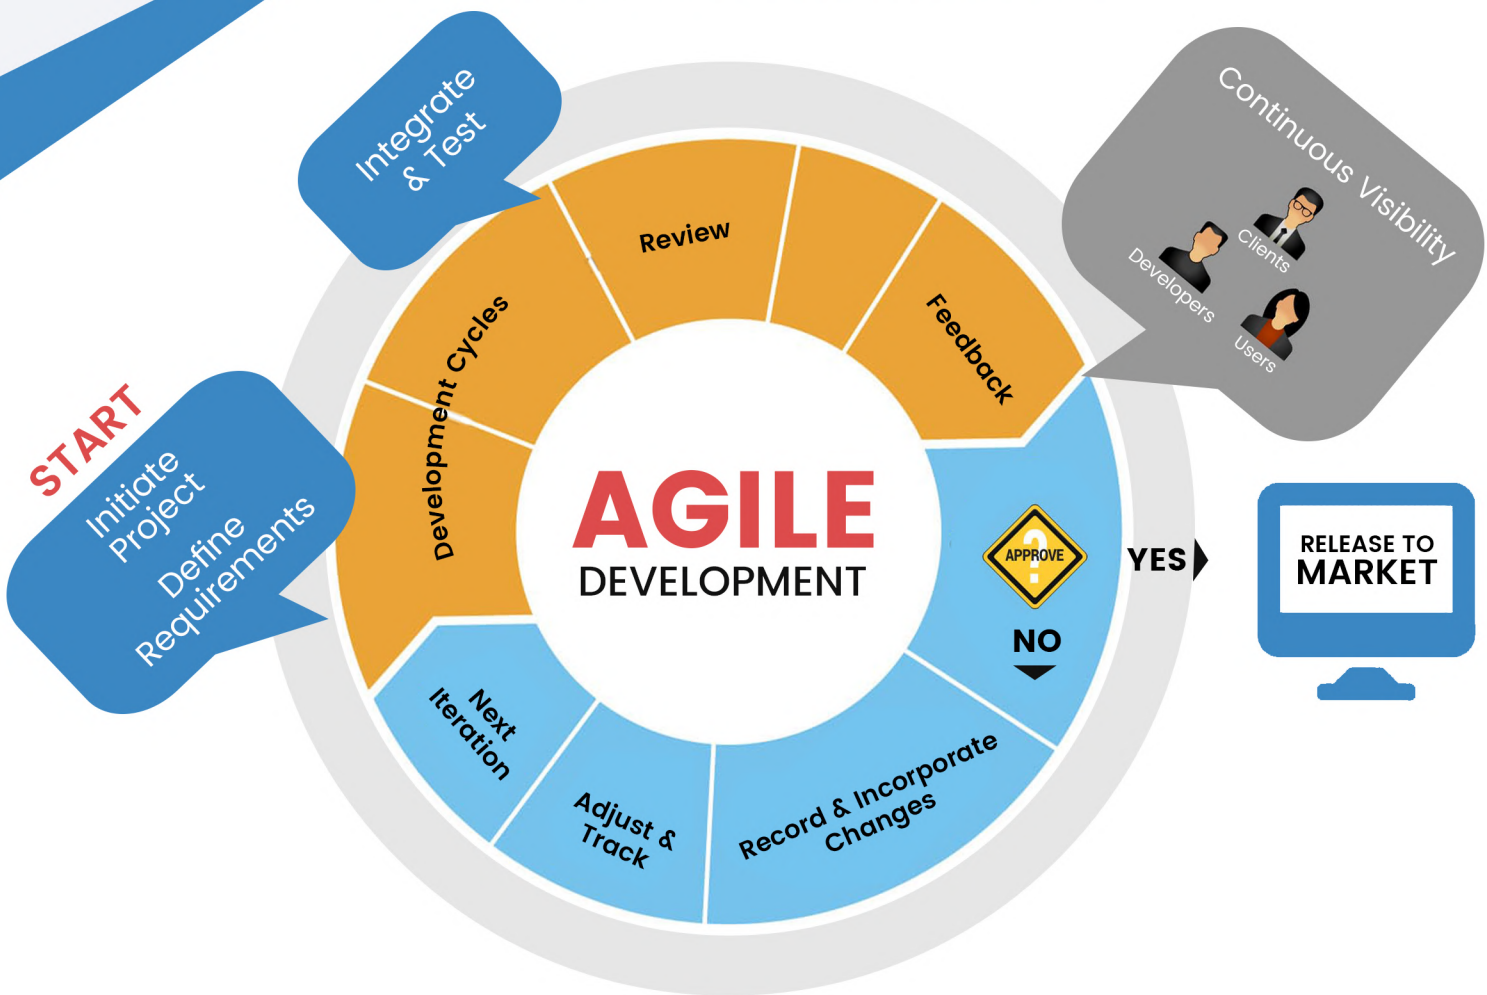 START
Initiate
Project
Define
Requirements
Integrate
& Test
Development Cycles
Review
Feedback
Continuous Visibility
Clients
Developers
Users
APPROVE
?
YES
RELEASE TO
MARKET
NO
Record & Incorporate
Changes
Adjust &
Track
Next
Iteration
AGILE
DEVELOPMENT